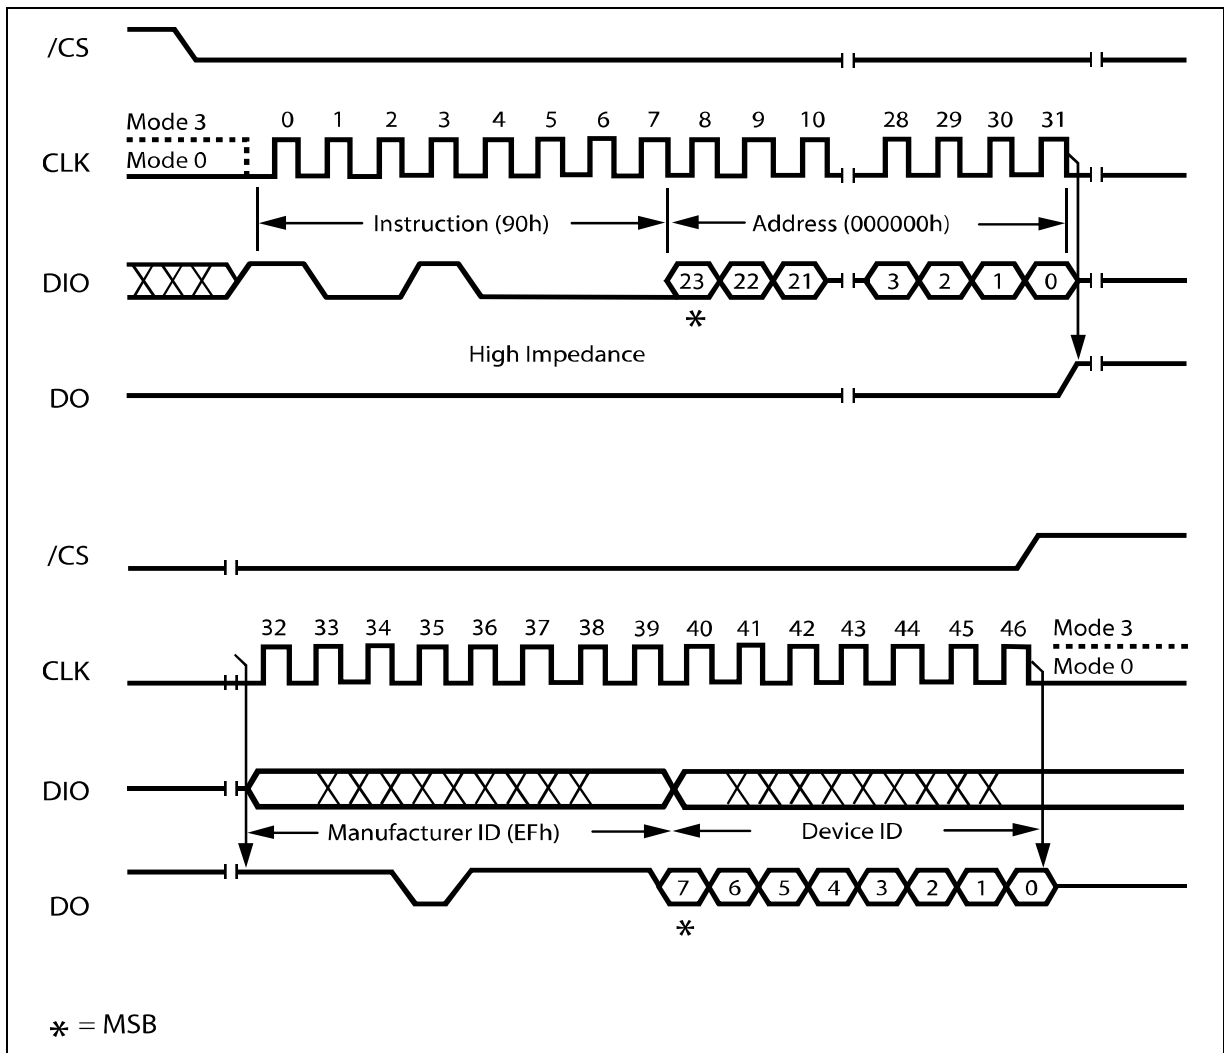 /CS
Mode 3
0 1 2 3 4 5 6 7 8 9 10 28 29 30 31
CLK
Mode 0
Instruction (90h)
Address (000000h)
DIO
23 22 21 3 2 1 0
*
High Impedance
DO
/CS
32 33 34 35 36 37 38 39 40 41 42 43 44 45 46
Mode 3
CLK
Mode 0
DIO
Manufacturer ID (EFh)
Device ID
DO
7 6 5 4 3 2 1 0
*
* = MSB